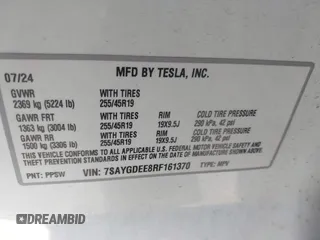 07/24
MFD BY TESLA, INC.
GVWR
2369 kg (5224 lb)
WITH TIRES
255/45R19
GAWR FRT
1363 kg (3004 lb)
WITH TIRES
255/45R19
RIM
19X9.5J
COLD TIRE PRESSURE
290 kPa, 42 psi
GAWR RR
1500 kg (3306 lb)
WITH TIRES
255/45R19
RIM
19X9.5J
COLD TIRE PRESSURE
290 kPa, 42 psi
THIS VEHICLE CONFORMS TO ALL APPLICABLE FEDERAL MOTOR VEHICLE SAFETY AND
THEFT PREVENTION STANDARDS IN EFFECT ON THE DATE OF MANUFACTURE SHOWN ABOVE.
PNT: PPSW
VIN: 7SAYGDEE8RF161370
TYPE: MPV
DREAMBID
DREAMBID.COM